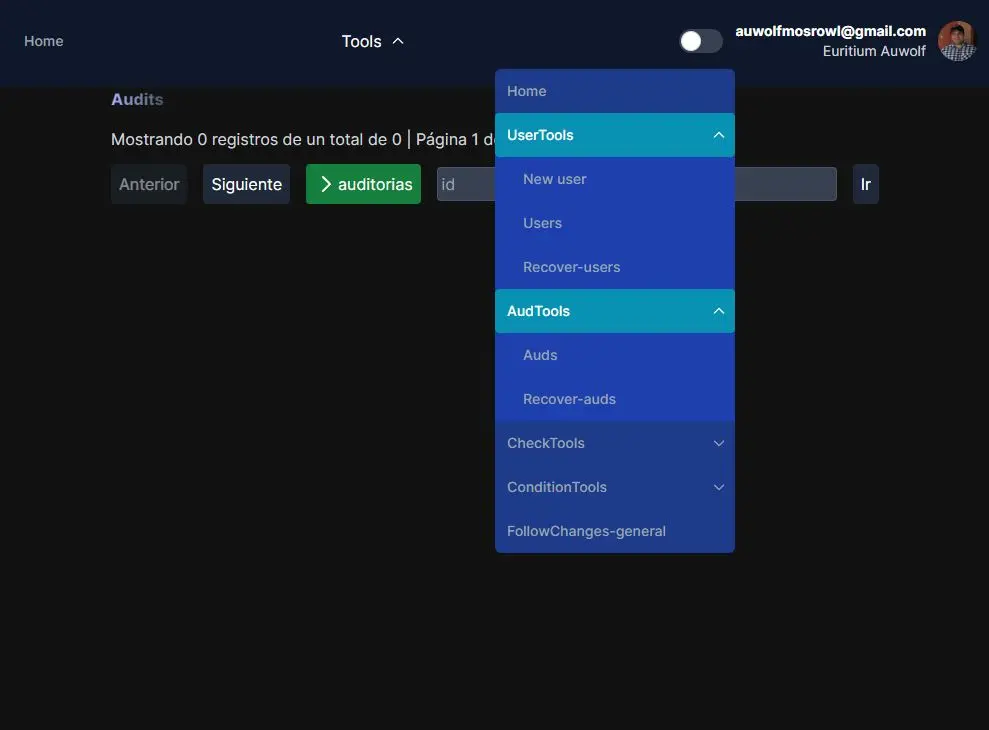 Home
Tools
auwolfmosrowl@gmail.com
Euritium Auwolf
Audits
Mostrando 0 registros de un total de 0 | Página 1
Anterior
Siguiente
auditorias
id
Ir
Home
UserTools
New user
Users
Recover-users
AudTools
Auds
Recover-auds
CheckTools
ConditionTools
FollowChanges-general